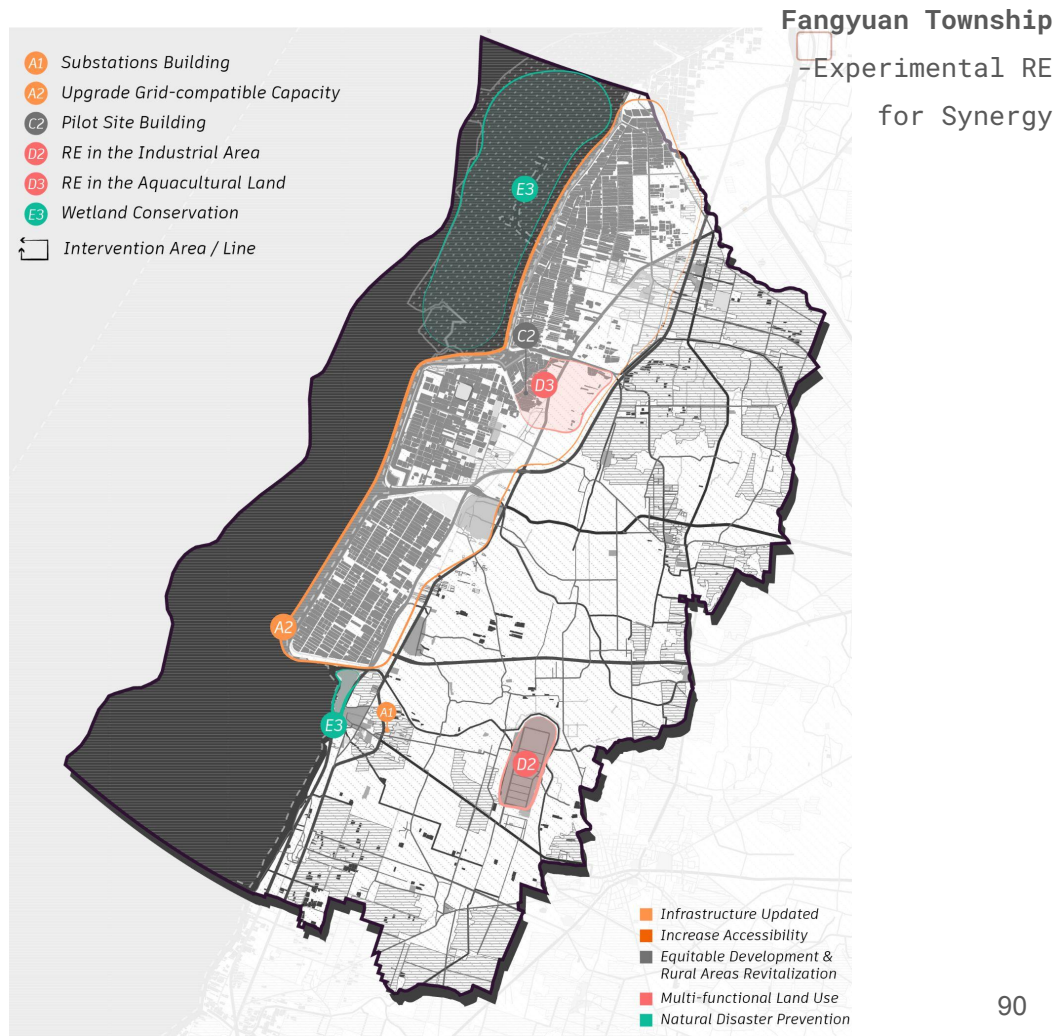 Fangyuan Township
-Experimental RE
for Synergy
A1 Substations Building
A2 Upgrade Grid-compatible Capacity
C2 Pilot Site Building
D2 RE in the Industrial Area
D3 RE in the Aquacultural Land
E3 Wetland Conservation
Intervention Area / Line
E3
C2
D3
A2
A1
E3
D2
Infrastructure Updated
Increase Accessibility
Equitable Development &
Rural Areas Revitalization
Multi-functional Land Use
Natural Disaster Prevention
90